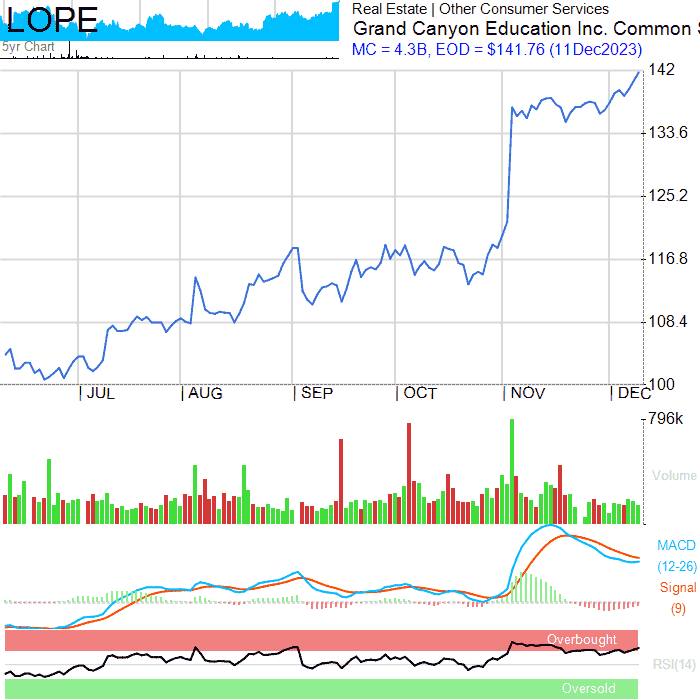 LOPE
5yr Chart
Real Estate | Other Consumer Services
Grand Canyon Education Inc. Common S
MC = 4.3B, EOD = $141.76 (11Dec2023)
142
133.6
125.2
116.8
108.4
100
JUL
AUG
SEP
OCT
NOV
DEC
796k
Volume
MACD
(12-26)
Signal
(9)
Overbought
RSI(14)
Oversold